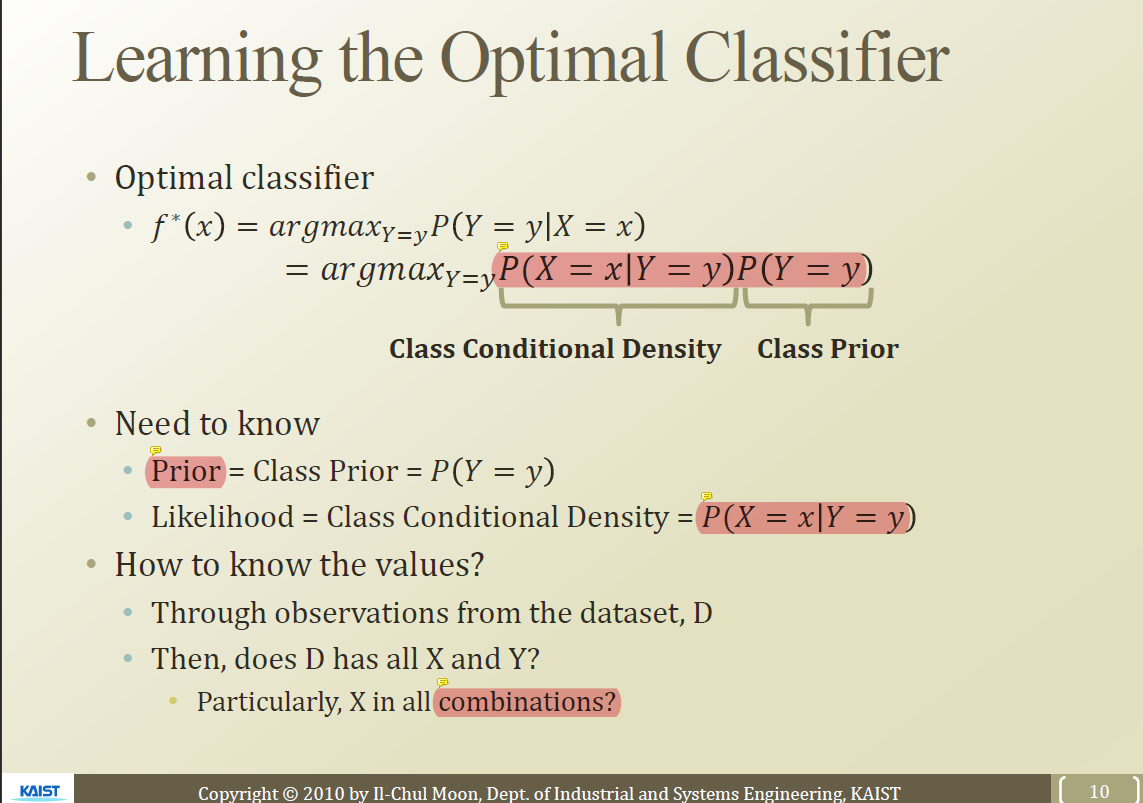 Learning the Optimal Classifier
• Optimal classifier
• f*(x) = argmax_{Y=y}P(Y = y|X = x)
= argmax_{Y=y}P(X = x|Y = y)P(Y = y)
Class Conditional Density Class Prior
• Need to know
• Prior = Class Prior = P(Y = y)
• Likelihood = Class Conditional Density = P(X = x|Y = y)
• How to know the values?
• Through observations from the dataset, D
• Then, does D has all X and Y?
• Particularly, X in all combinations?
KAIST Copyright © 2010 by Il-Chul Moon, Dept. of Industrial and Systems Engineering, KAIST 10